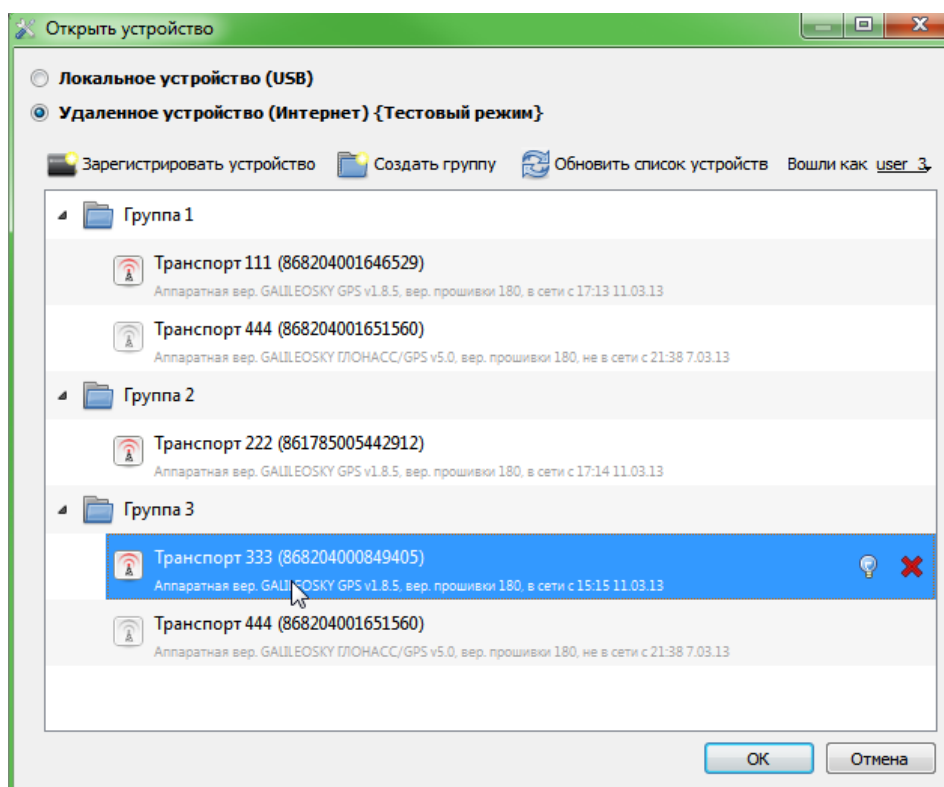 Открыть устройство
Локальное устройство (USB)
Удаленное устройство (Интернет) {Тестовый режим}
Зарегистрировать устройство Создать группу Обновить список устройств Вошли как user_3
Группа 1
Транспорт 111 (868204001646529)
Аппаратная вер. GALILEOSKY GPS v1.8.5, вер. прошивки 180, в сети с 17:13 11.03.13
Транспорт 444 (868204001651560)
Аппаратная вер. GALILEOSKY ГЛОНАСС/GPS v5.0, вер. прошивки 180, не в сети с 21:38 7.03.13
Группа 2
Транспорт 222 (861785005442912)
Аппаратная вер. GALILEOSKY GPS v1.8.5, вер. прошивки 180, в сети с 17:14 11.03.13
Группа 3
Транспорт 333 (868204000849405)
Аппаратная вер. GALILEOSKY GPS v1.8.5, вер. прошивки 180, в сети с 15:15 11.03.13
Транспорт 444 (868204001651560)
Аппаратная вер. GALILEOSKY ГЛОНАСС/GPS v5.0, вер. прошивки 180, не в сети с 21:38 7.03.13
OK Отмена